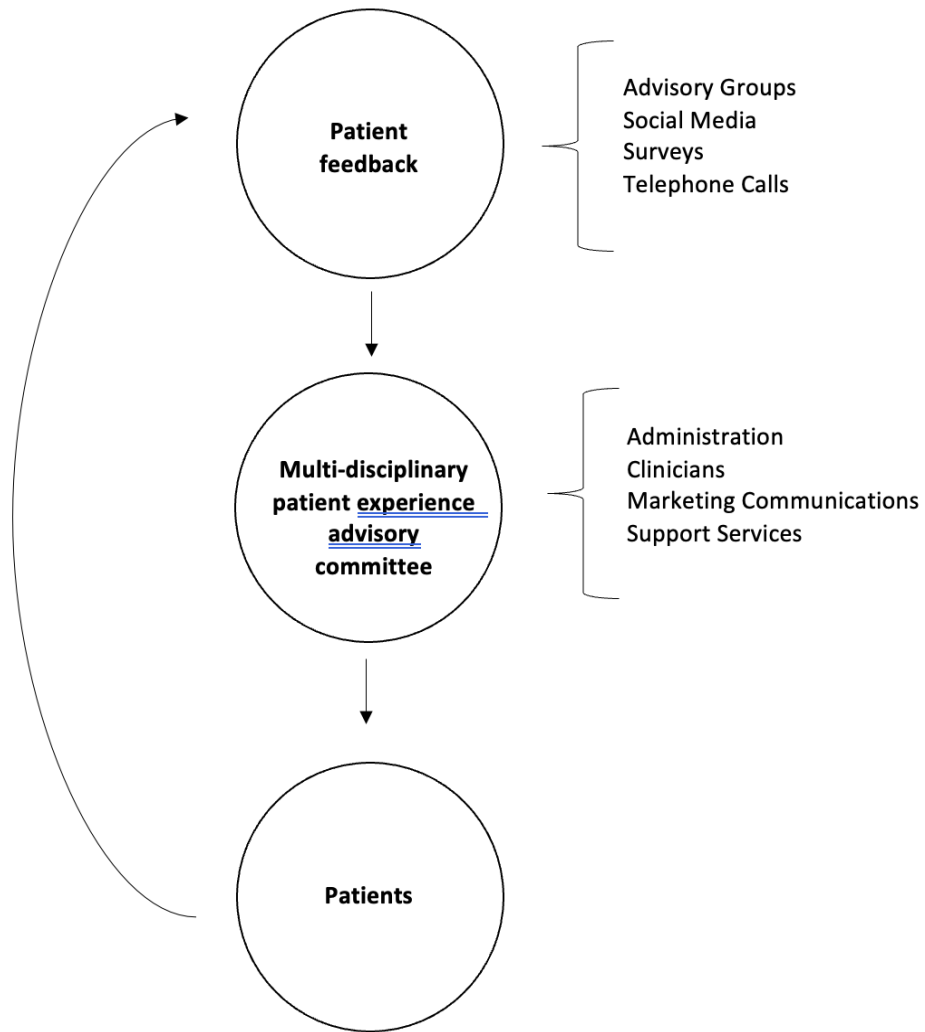 Patient
feedback
Advisory Groups
Social Media
Surveys
Telephone Calls
Multi-disciplinary
patient experience
advisory
committee
Administration
Clinicians
Marketing Communications
Support Services
Patients